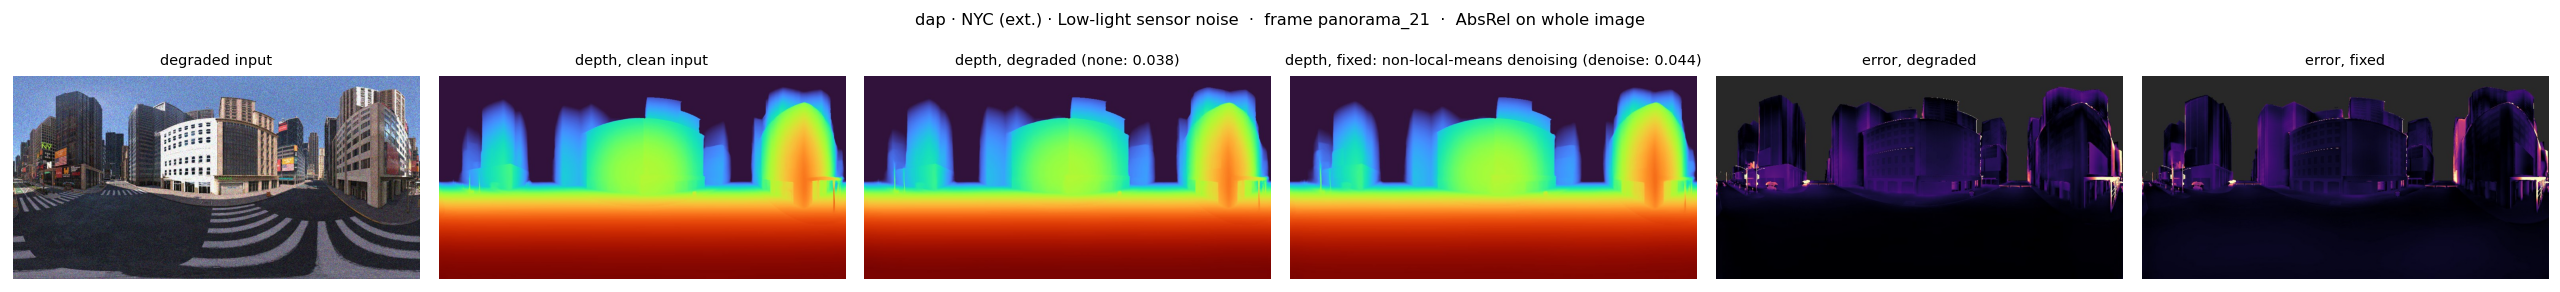 dap · NYC (ext.) · Low-light sensor noise · frame panorama_21 · AbsRel on whole image
degraded input
depth, clean input
depth, degraded (none: 0.038)
depth, fixed: non-local-means denoising (denoise: 0.044)
error, degraded
error, fixed